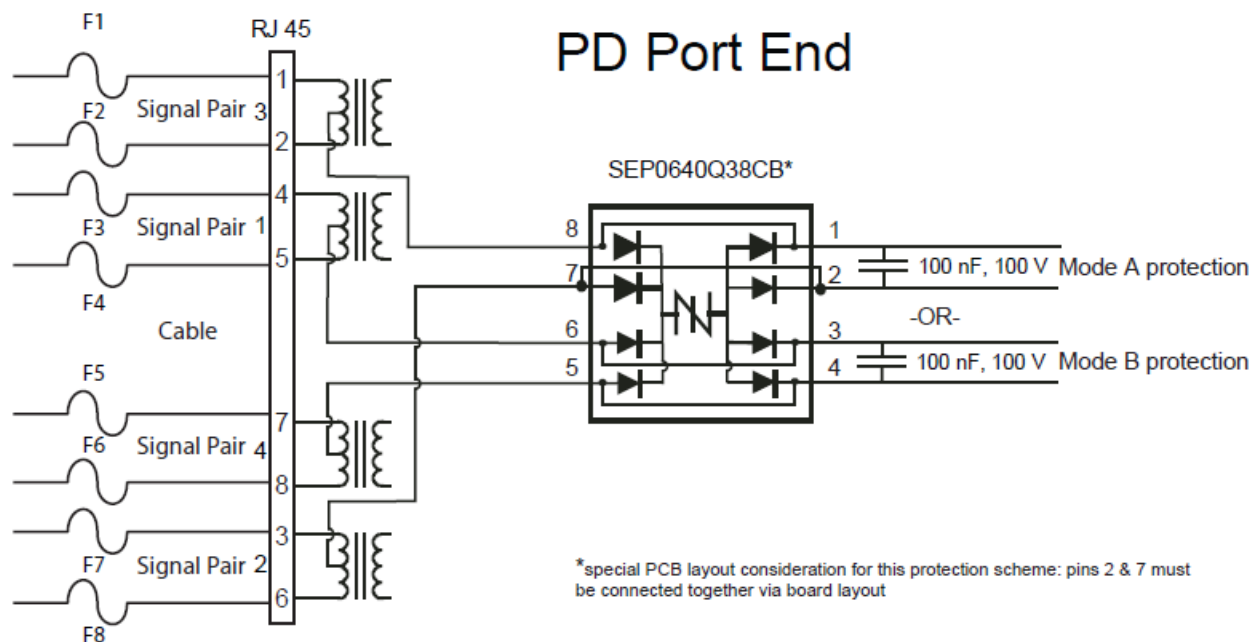 F1
RJ 45
PD Port End
1
F2
Signal Pair 3
2
SEP0640Q38CB*
4
F3
Signal Pair 1
5
F4
Cable
8
1
7
2
100 nF, 100 V
Mode A protection
-OR-
6
3
5
4
100 nF, 100 V
Mode B protection
F5
7
F6
Signal Pair 4
8
3
F7
Signal Pair 2
6
F8
*special PCB layout consideration for this protection scheme: pins 2 & 7 must
be connected together via board layout